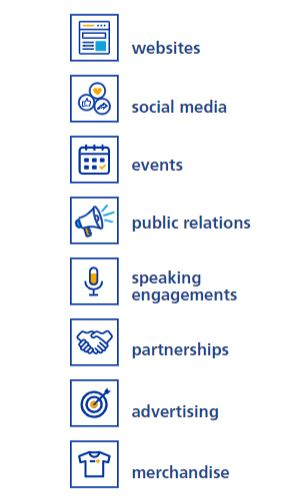 websites
social media
events
public relations
speaking
engagements
partnerships
advertising
merchandise